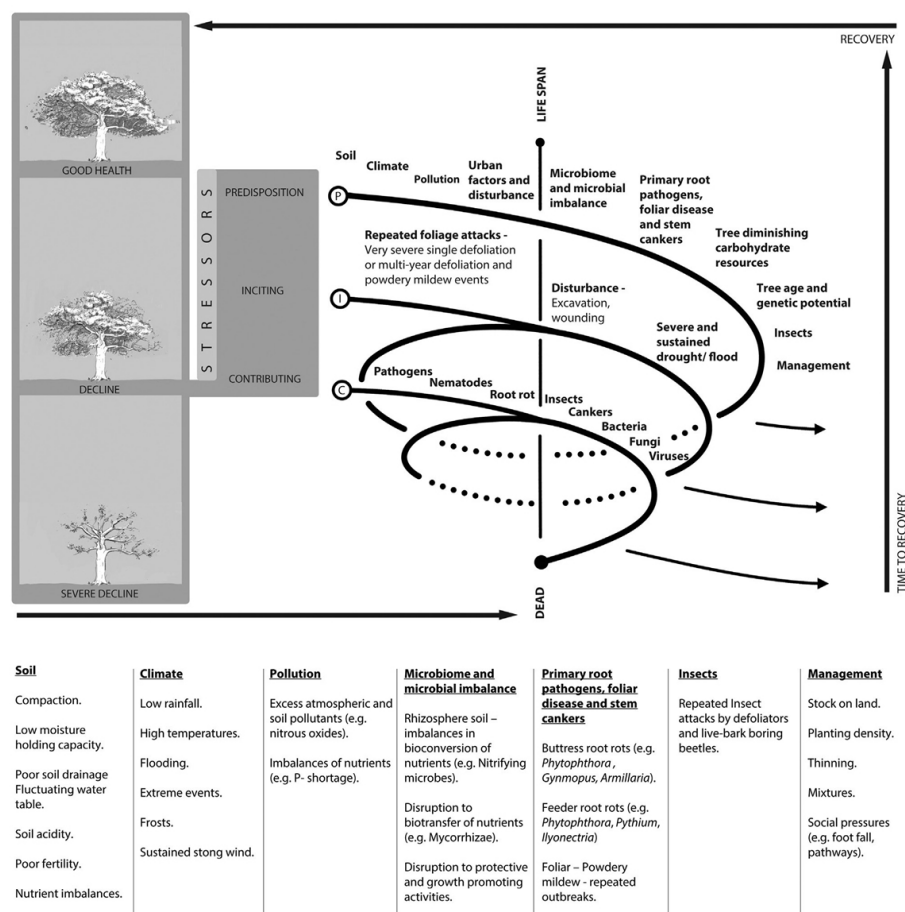 RECOVERY
LIFE SPAN
GOOD HEALTH
STRESSORS
PREDISPOSITION
INCITING
CONTRIBUTING
DECLINE
SEVERE DECLINE
P
Soil
Climate
Pollution
Urban
factors and
disturbance
Microbiome
and microbial
imbalance
Primary root
pathogens,
foliar disease
and stem
cankers
Tree diminishing
carbohydrate
resources
Tree age and
genetic potential
Insects
Management
Repeated foliage attacks -
Very severe single defoliation
or multi-year defoliation and
powdery mildew events
I
Disturbance -
Excavation,
wounding
Severe and
sustained
drought/ flood
C
Pathogens
Nematodes
Root rot
Insects
Cankers
Bacteria
Fungi
Viruses
DEAD
TIME TO RECOVERY
Soil
Compaction.
Low moisture
holding capacity.
Poor soil drainage
Fluctuating water
table.
Soil acidity.
Poor fertility.
Nutrient imbalances.
Climate
Low rainfall.
High temperatures.
Flooding.
Extreme events.
Frosts.
Sustained stong wind.
Pollution
Excess atmospheric and
soil pollutants (e.g.
nitrous oxides).
Imbalances of nutrients
(e.g. P- shortage).
Microbiome and
microbial imbalance
Rhizosphere soil –
imbalances in
bioconversion of
nutrients (e.g. Nitrifying
microbes).
Disruption to
biotransfer of nutrients
(e.g. Mycorrhizae).
Disruption to protective
and growth promoting
activities.
Primary root
pathogens, foliar
disease and stem
cankers
Buttress root rots (e.g.
Phytophthora ,
Gynmopus, Armillaria).
Feeder root rots (e.g.
Phytophthora, Pythium,
Ilyonectria)
Foliar – Powdery
mildew - repeated
outbreaks.
Insects
Repeated Insect
attacks by defoliators
and live-bark boring
beetles.
Management
Stock on land.
Planting density.
Thinning.
Mixtures.
Social pressures
(e.g. foot fall,
pathways).